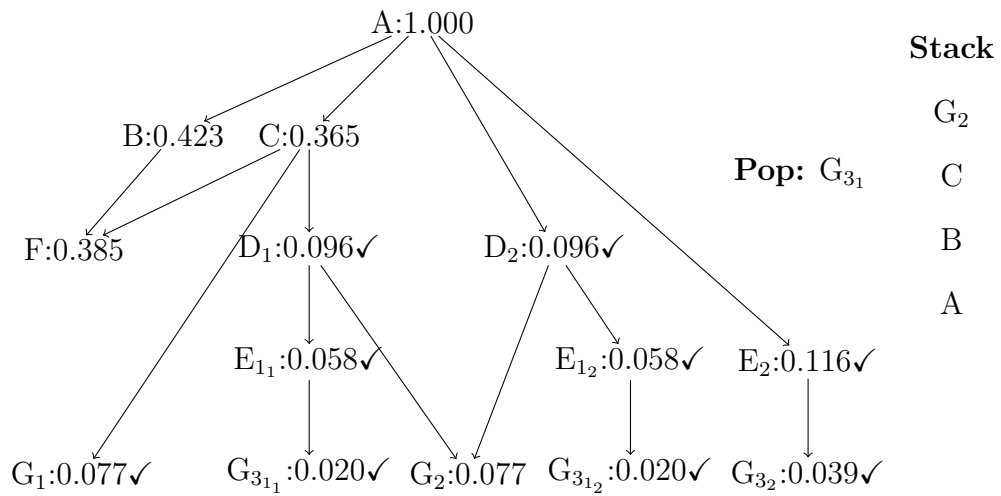 A:1.000
Stack
B:0.423 C:0.365
G₂
Pop: G₃₁
C
F:0.385 D₁:0.096✓ D₂:0.096✓
B
A
E₁₁:0.058✓ E₁₂:0.058✓ E₂:0.116✓
G₁:0.077✓ G₃₁₁:0.020✓ G₂:0.077 G₃₁₂:0.020✓ G₃₂:0.039✓